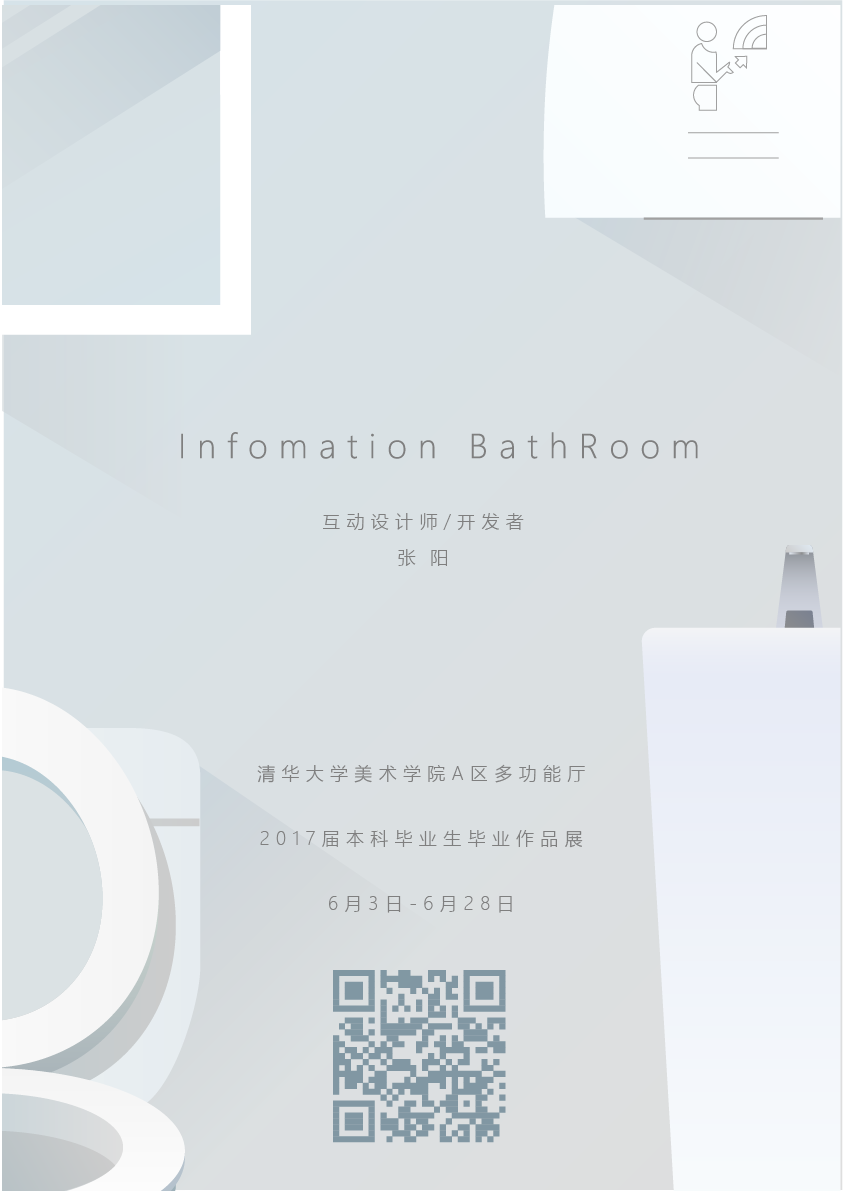 Infomation BathRoom
互动设计师/开发者
张 阳
清华大学美术学院A区多功能厅
2017届本科毕业生毕业作品展
6月3日-6月28日